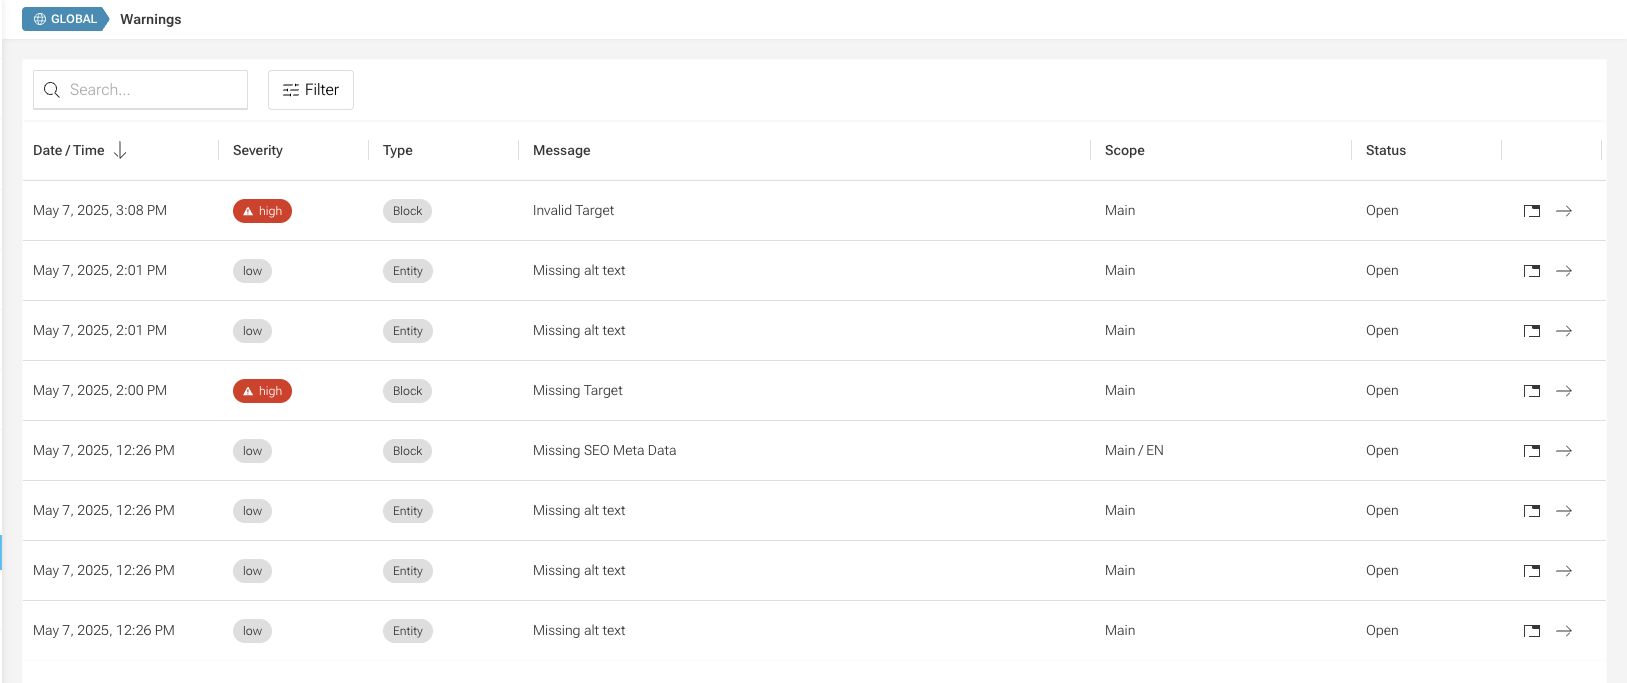 GLOBAL Warnings
Search... Filter
Date / Time Severity Type Message Scope Status
May 7, 2025, 3:08 PM high Block Invalid Target Main Open
May 7, 2025, 2:01 PM low Entity Missing alt text Main Open
May 7, 2025, 2:01 PM low Entity Missing alt text Main Open
May 7, 2025, 2:00 PM high Block Missing Target Main Open
May 7, 2025, 12:26 PM low Block Missing SEO Meta Data Main / EN Open
May 7, 2025, 12:26 PM low Entity Missing alt text Main Open
May 7, 2025, 12:26 PM low Entity Missing alt text Main Open
May 7, 2025, 12:26 PM low Entity Missing alt text Main Open